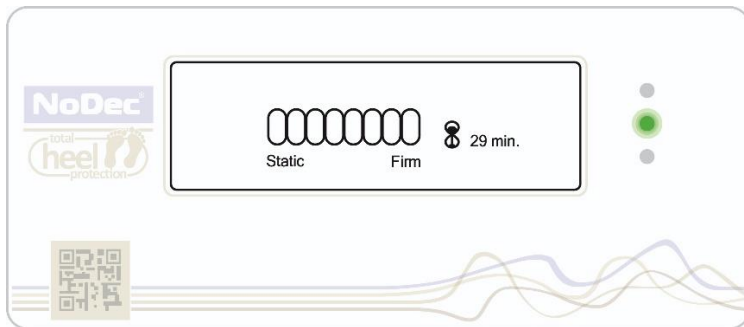 NoDec®
total
heel
protection
Static
Firm
29 min.